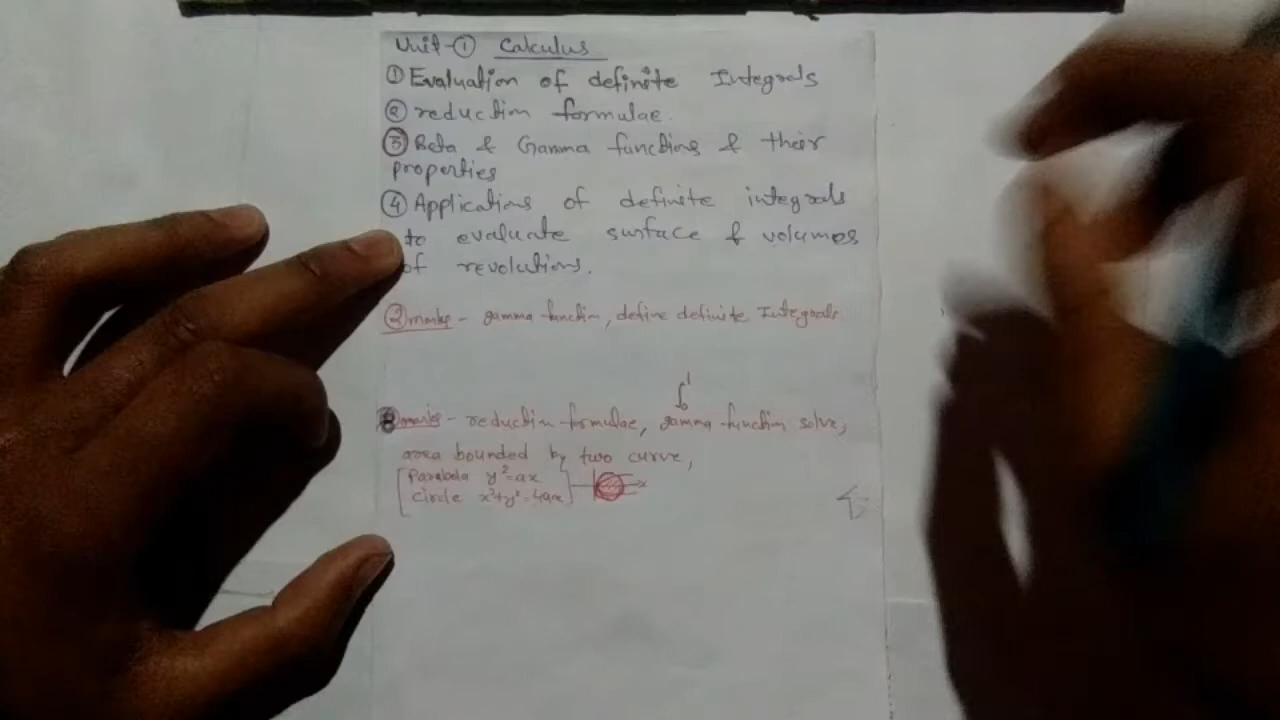 Unit-① Calculus
① Evaluation of definite Integrals
② reduction formulae.
③ Beta & Gamma functions & their
properties
④ Applications of definite integrals
to evaluate surface & volumes
of revolutions.
② marks - gamma function, define definite Integrals
∫₀¹
8 marks - reduction formulae, gamma function solve,
area bounded by two curve,
Parabola y²=ax
circle x²+y²=4ax
x